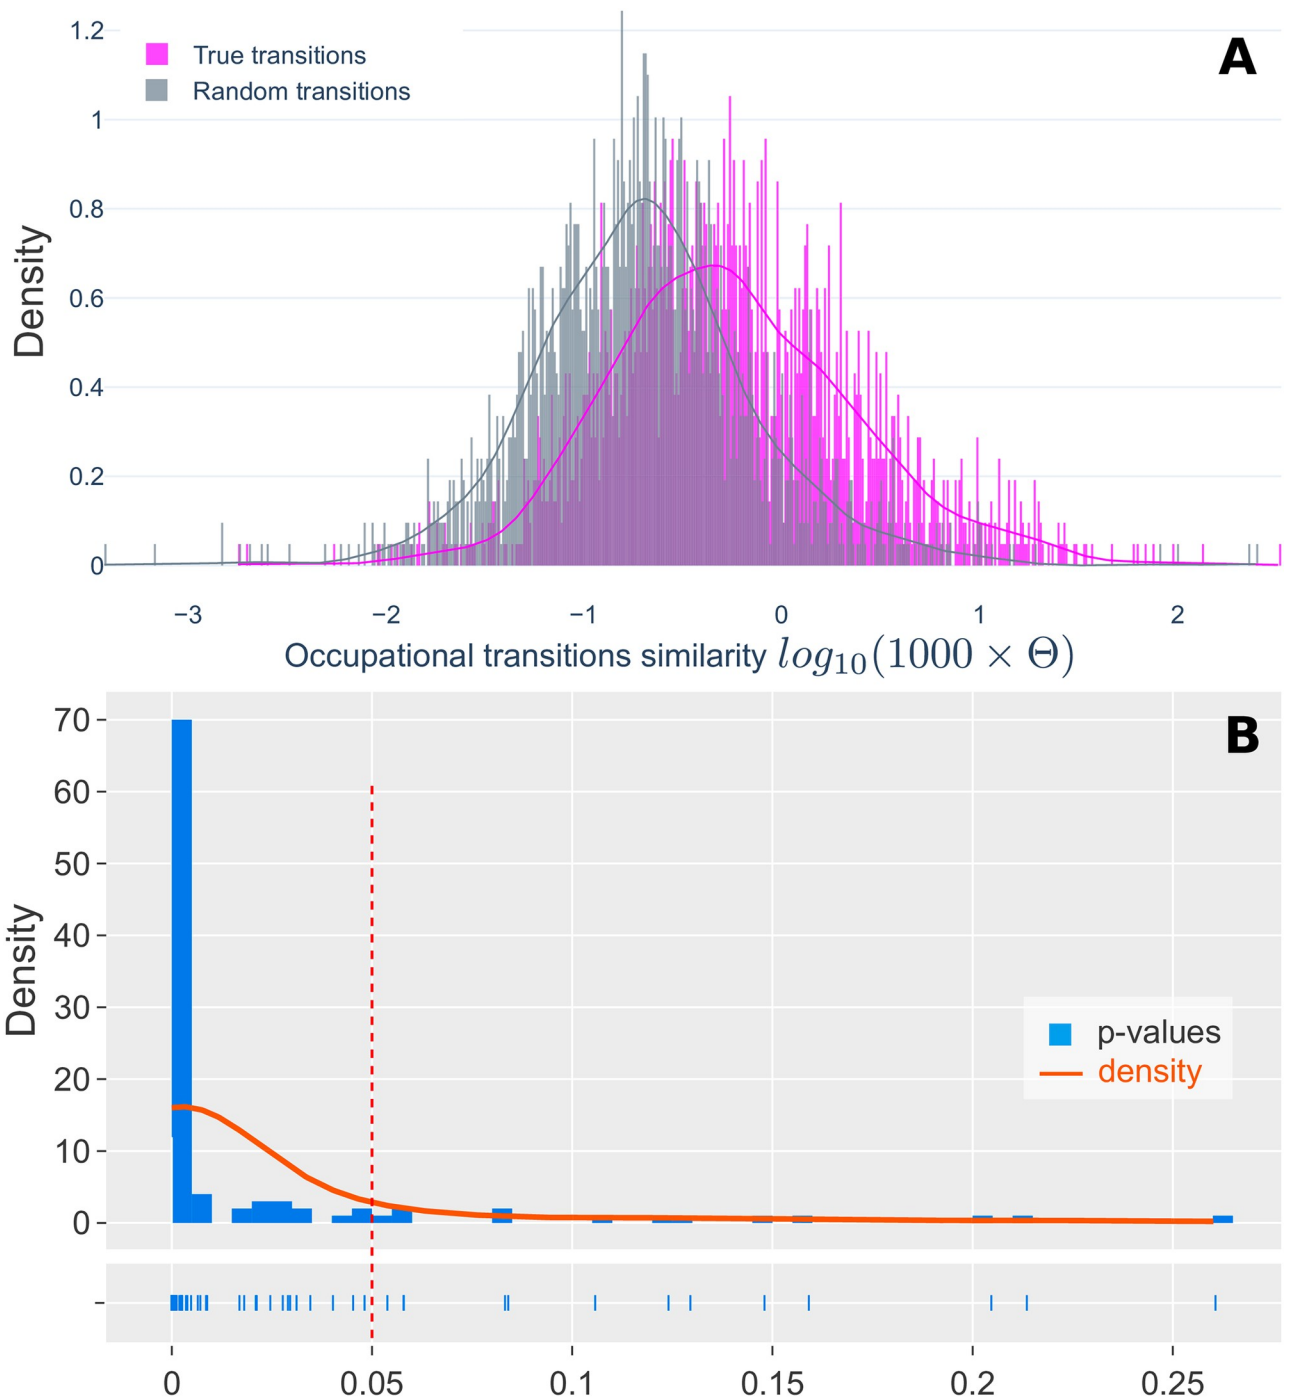 A
True transitions
Random transitions
1.2
1
0.8
0.6
0.4
0.2
0
Density
−3 −2 −1 0 1 2
Occupational transitions similarity log₁₀(1000 × Θ)
B
70
60
50
40
30
20
10
0
Density
p-values
density
0 0.05 0.1 0.15 0.2 0.25